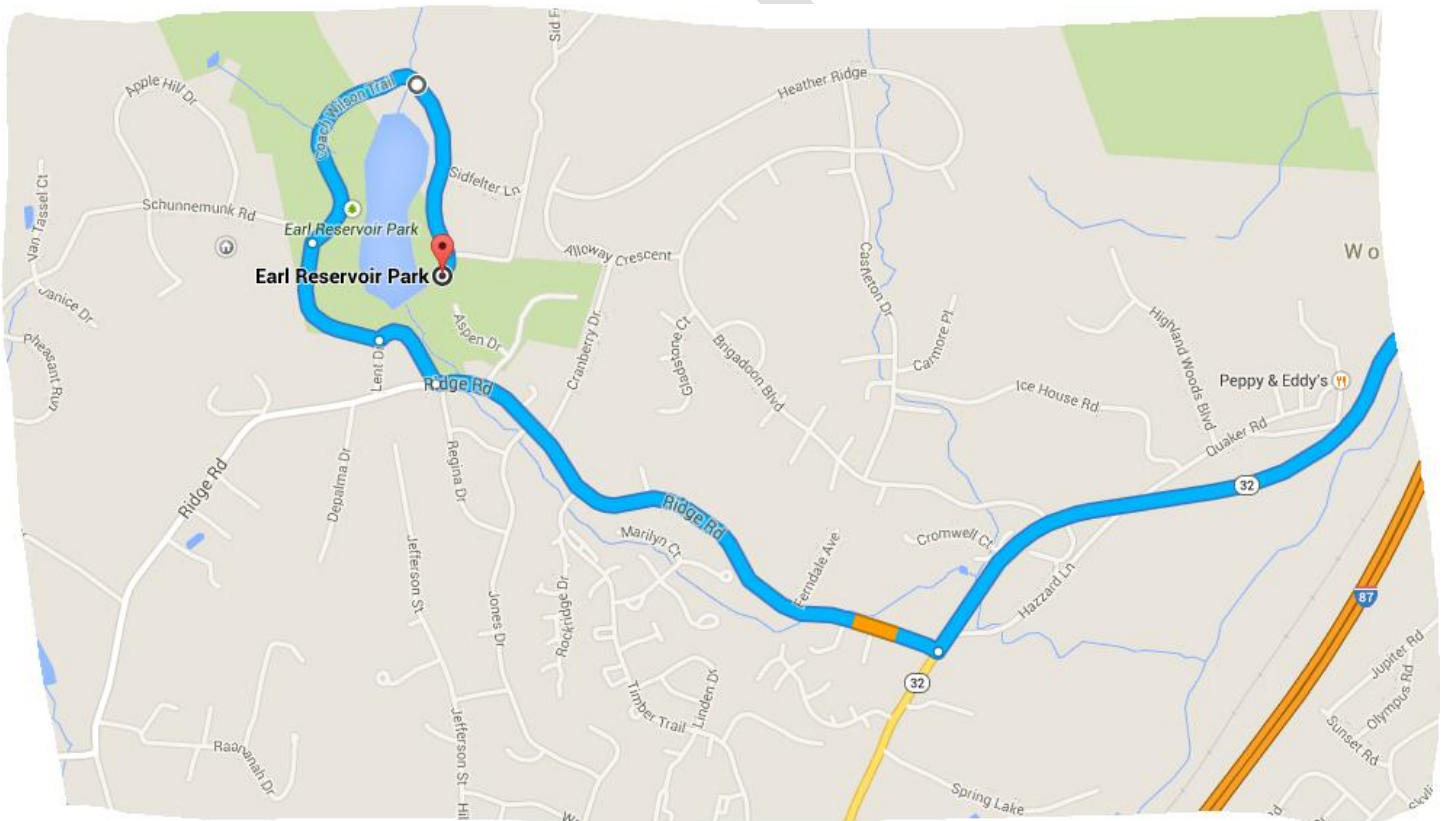 Sid F
Apple Hill Dr
Coach Wilson Trail
Heather Ridge
Sidfelter Ln
Van Tassel Ct
Schunnemunk Rd
Earl Reservoir Park
Alloway Crescent
Casneton Dr
Wo
Earl Reservoir Park
Janice Dr
Aspen Dr
Cranberry Dr
Gladstone Ct
Brigadoon Blvd
Canmore Pl
Highland Woods Blvd
Pheasant Run
Lent Dr
Ridge Rd
Ice House Rd
Peppy & Eddy's
Quaker Rd
Ridge Rd
Depalma Dr
Regina Dr
32
Ridge Rd
Marilyn Ct
Ferndale Ave
Cromwell Ct
Jefferson St
Jones Dr
Rockridge Dr
Hazzard Ln
87
Jupiter Rd
Olympus Rd
Sunset Rd
32
Linden Dr
Timber Trail
Jefferson St
Raananah Dr
Spring Lake
Hil